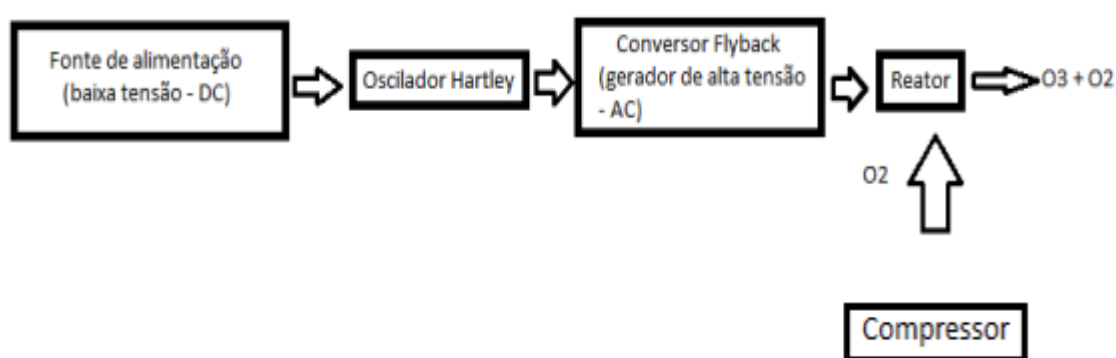 Fonte de alimentação
(baixa tensão - DC)
Oscilador Hartley
Conversor Flyback
(gerador de alta tensão
- AC)
Reator
O3 + O2
O2
Compressor